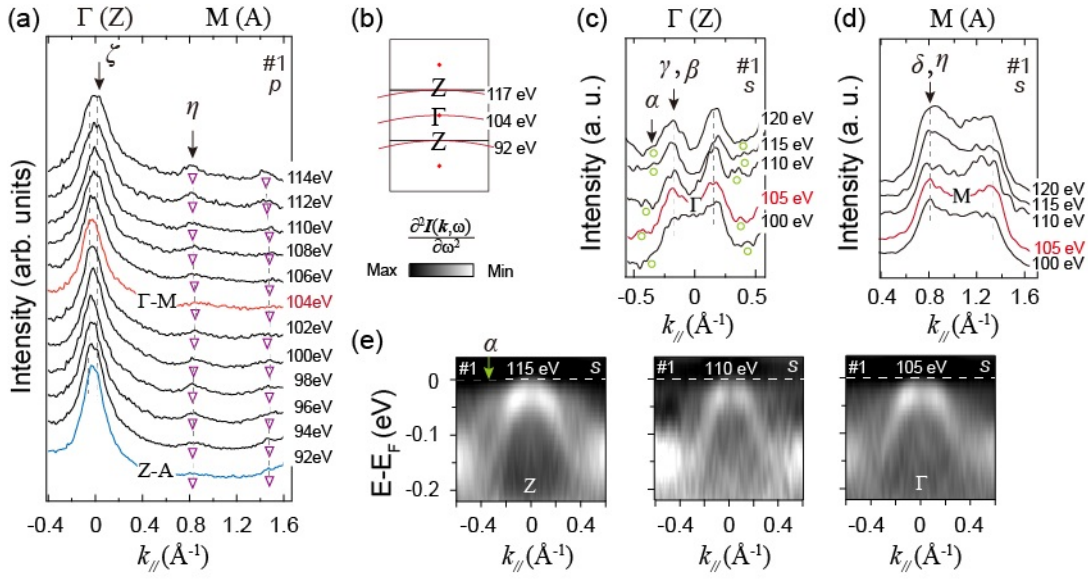 (a)
Γ (Z)
M (A)
ζ
#1
p
η
114eV
112eV
110eV
108eV
106eV
Γ-M
104eV
102eV
100eV
98eV
96eV
94eV
92eV
Z-A
Intensity (arb. units)
-0.4 0 0.4 0.8 1.2 1.6
k// (Å-1)
(b)
Z
117 eV
Γ
104 eV
Z
92 eV
∂²I(k,ω)
∂ω²
Max
Min
(c)
Γ (Z)
γ , β
#1
s
α
120 eV
115 eV
110 eV
Γ
105 eV
100 eV
Intensity (a. u.)
-0.5 0 0.5
k// (Å-1)
(d)
M (A)
δ, η
#1
s
M
120 eV
115 eV
110 eV
105 eV
100 eV
Intensity (a. u.)
0.4 0.8 1.2 1.6
k// (Å-1)
(e)
α
#1 115 eV s
#1 110 eV s
#1 105 eV s
0
-0.1
-0.2
E-EF (eV)
Z
Γ
-0.4 0 0.4
-0.4 0 0.4
-0.4 0 0.4
k// (Å-1)
k// (Å-1)
k// (Å-1)